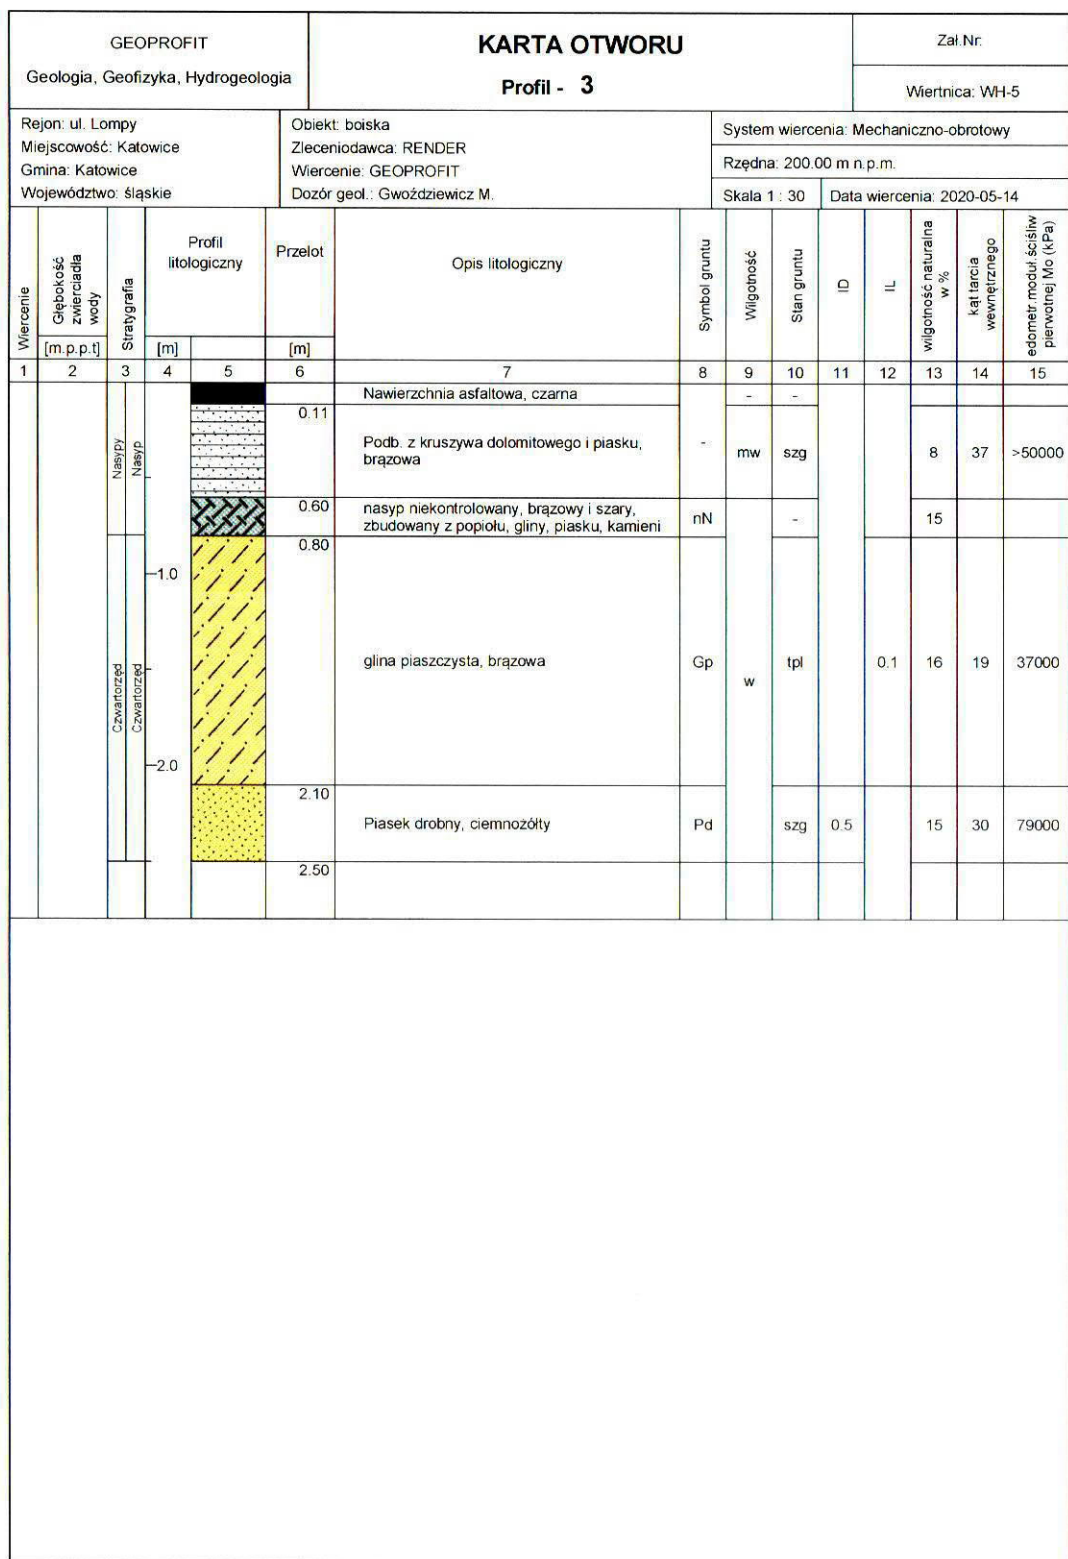 GEOPROFIT
Geologia, Geofizyka, Hydrogeologia
KARTA OTWORU
Profil - 3
Zał.Nr:
Wiertnica: WH-5
Rejon: ul. Lompy
Miejscowość: Katowice
Gmina: Katowice
Województwo: śląskie
Obiekt: boiska
Zleceniodawca: RENDER
Wiercenie: GEOPROFIT
Dozór geol.: Gwoździewicz M.
System wiercenia: Mechaniczno-obrotowy
Rzędna: 200.00 m n.p.m.
Skala 1 : 30
Data wiercenia: 2020-05-14
Wiercenie
Głębokość zwierciadła wody
[m.p.p.t]
Stratygrafia
Profil litologiczny
[m]
Przelot
[m]
Opis litologiczny
Symbol gruntu
Wilgotność
Stan gruntu
ID
IL
wilgotność naturalna w %
kąt tarcia wewnętrznego
edometr.moduł.ściśliw pierwotnej Mo (kPa)
1 2 3 4 5 6 7 8 9 10 11 12 13 14 15
Nawierzchnia asfaltowa, czarna - -
0.11
Nasypy
Nasyp
Podb. z kruszywa dolomitowego i piasku, brązowa
- mw szg 8 37 >50000
0.60
nasyp niekontrolowany, brązowy i szary, zbudowany z popiołu, gliny, piasku, kamieni
nN - 15
0.80
1.0
Czwartorzęd
Czwartorzęd
glina piaszczysta, brązowa Gp w tpl 0.1 16 19 37000
2.0
2.10
Piasek drobny, ciemnożółty Pd szg 0.5 15 30 79000
2.50